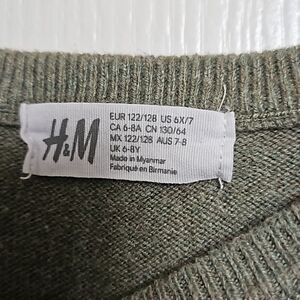 H&M
EUR 122/128 US 6X/7
CA 6-8A CN 130/64
MX 122/128 AUS 7-8
UK 6-8Y
Made in Myanmar
Fabriqué en Birmanie